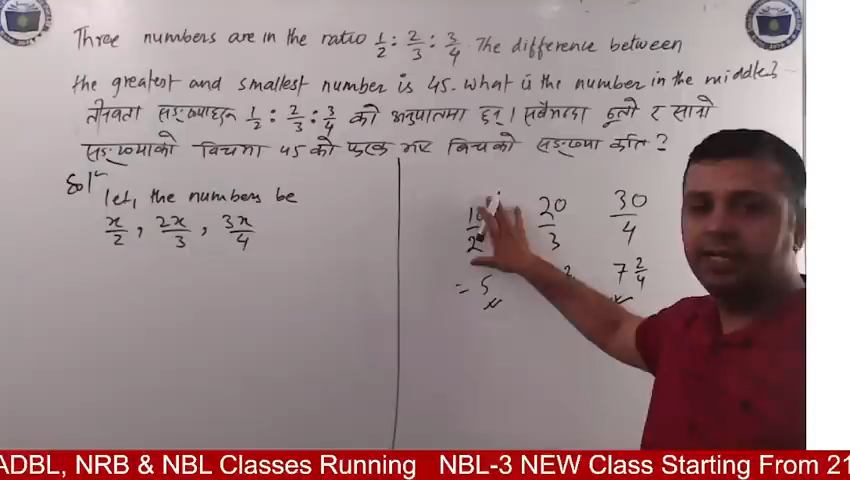 Three numbers are in the ratio 1/2 : 2/3 : 3/4. The difference between
the greatest and smallest number is 45. What is the number in the middle?
तीनवटा सङ्ख्याहरू 1/2 : 2/3 : 3/4 को अनुपातमा छन् । सबैभन्दा ठूलो र सानो
सङ्ख्याको विचमा 45 को फरक भए विचको सङ्ख्या कति ?
Solⁿ
let, the numbers be
x/2 , 2x/3 , 3x/4
20/3 30/4
= 5 7 2/4
ADBL, NRB & NBL Classes Running NBL-3 NEW Class Starting From 21